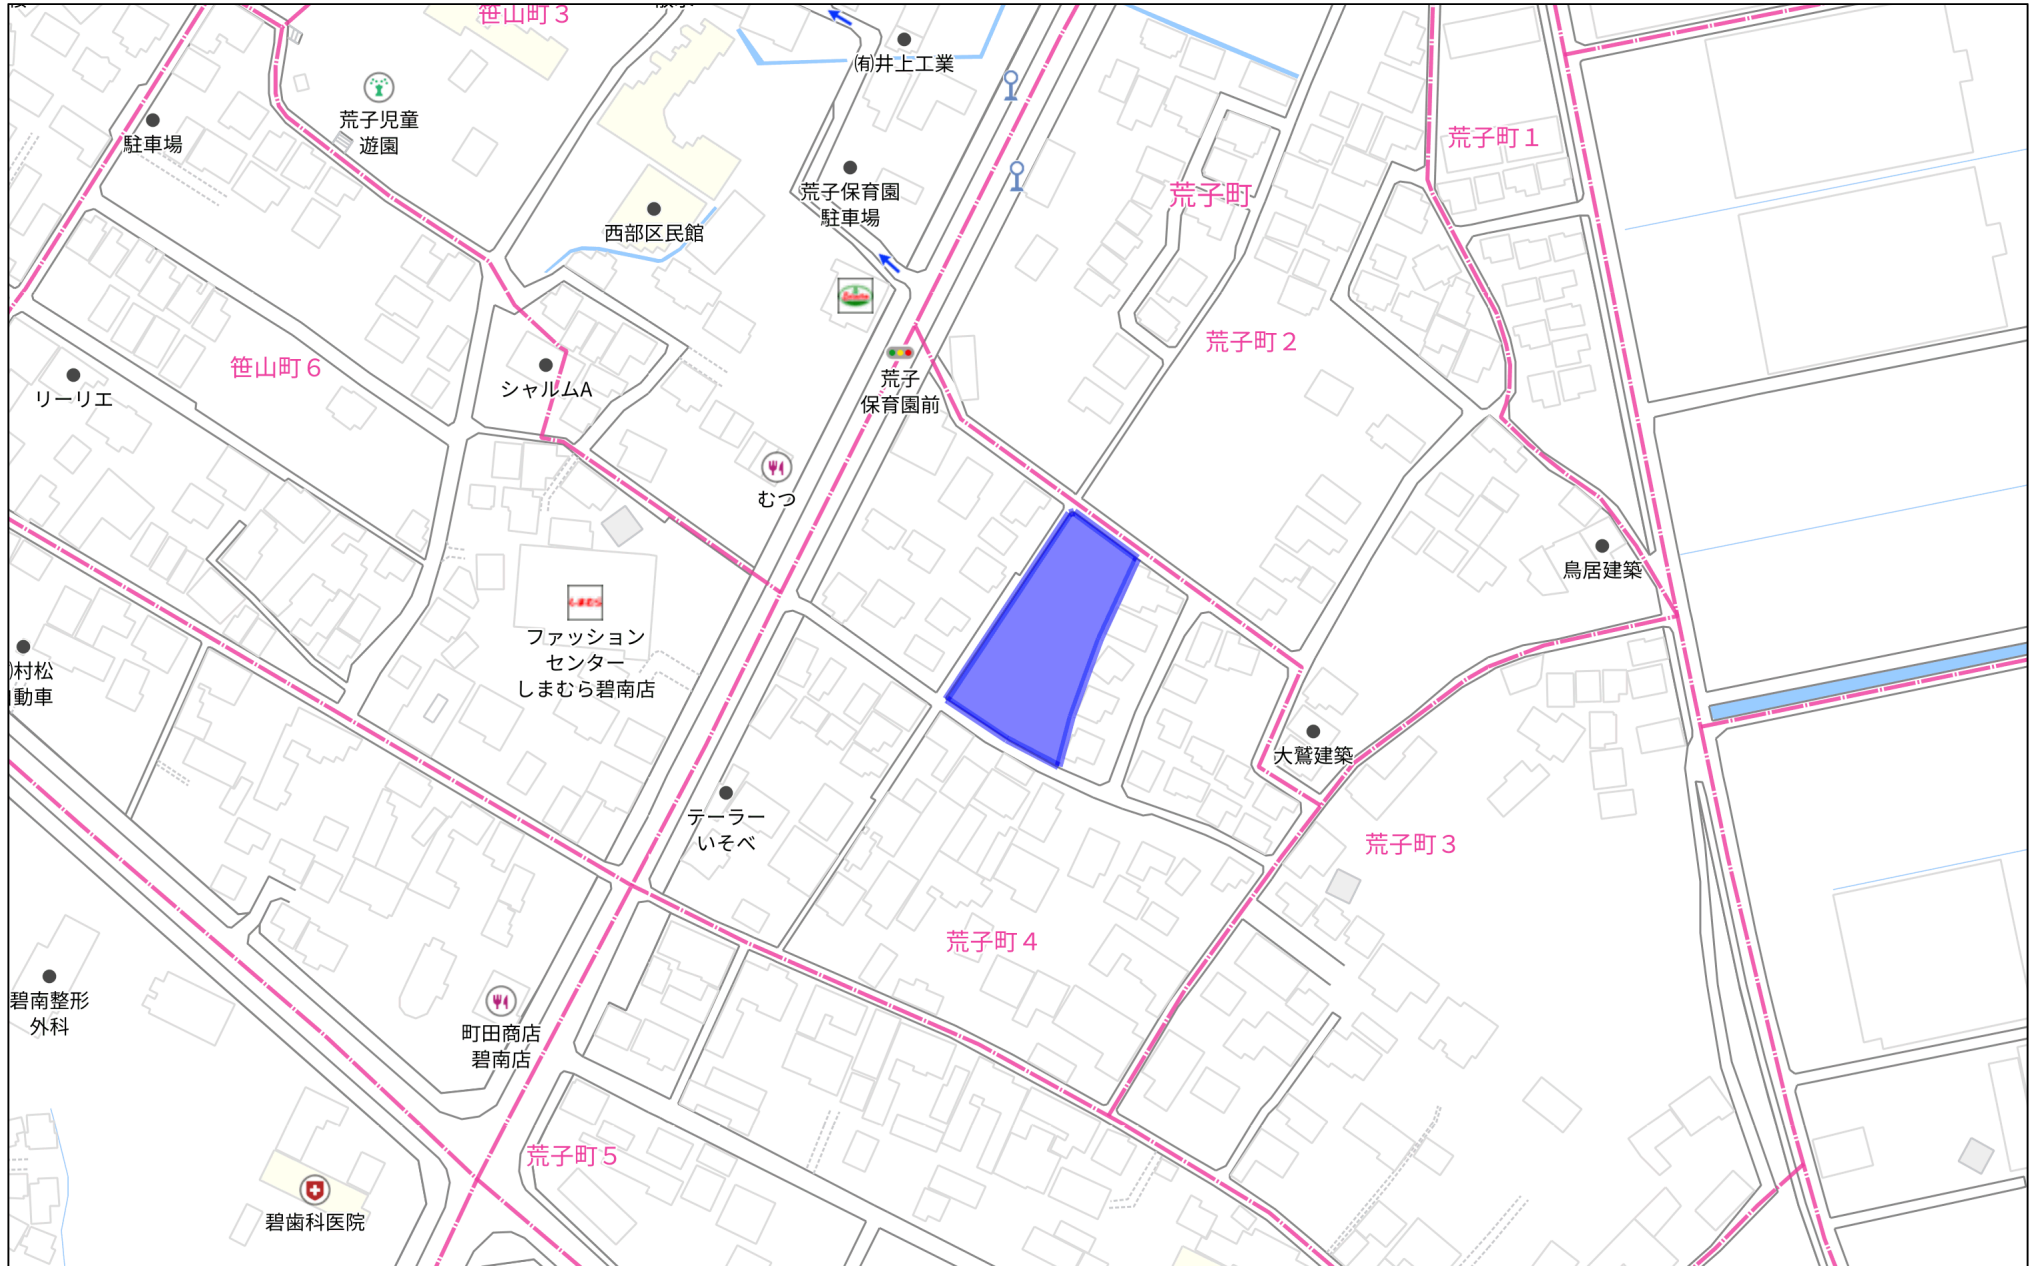 笹山町3
㈲井上工業
荒子児童
遊園
駐車場
荒子町1
荒子保育園
駐車場
荒子町
西部区民館
荒子町2
笹山町6
シャルムA
リーリエ
荒子
保育園前
むつ
鳥居建築
しまむら
ファッション
センター
しまむら碧南店
)村松
動車
大鷲建築
テーラー
いそべ
荒子町3
荒子町4
碧南整形
外科
町田商店
碧南店
荒子町5
碧歯科医院